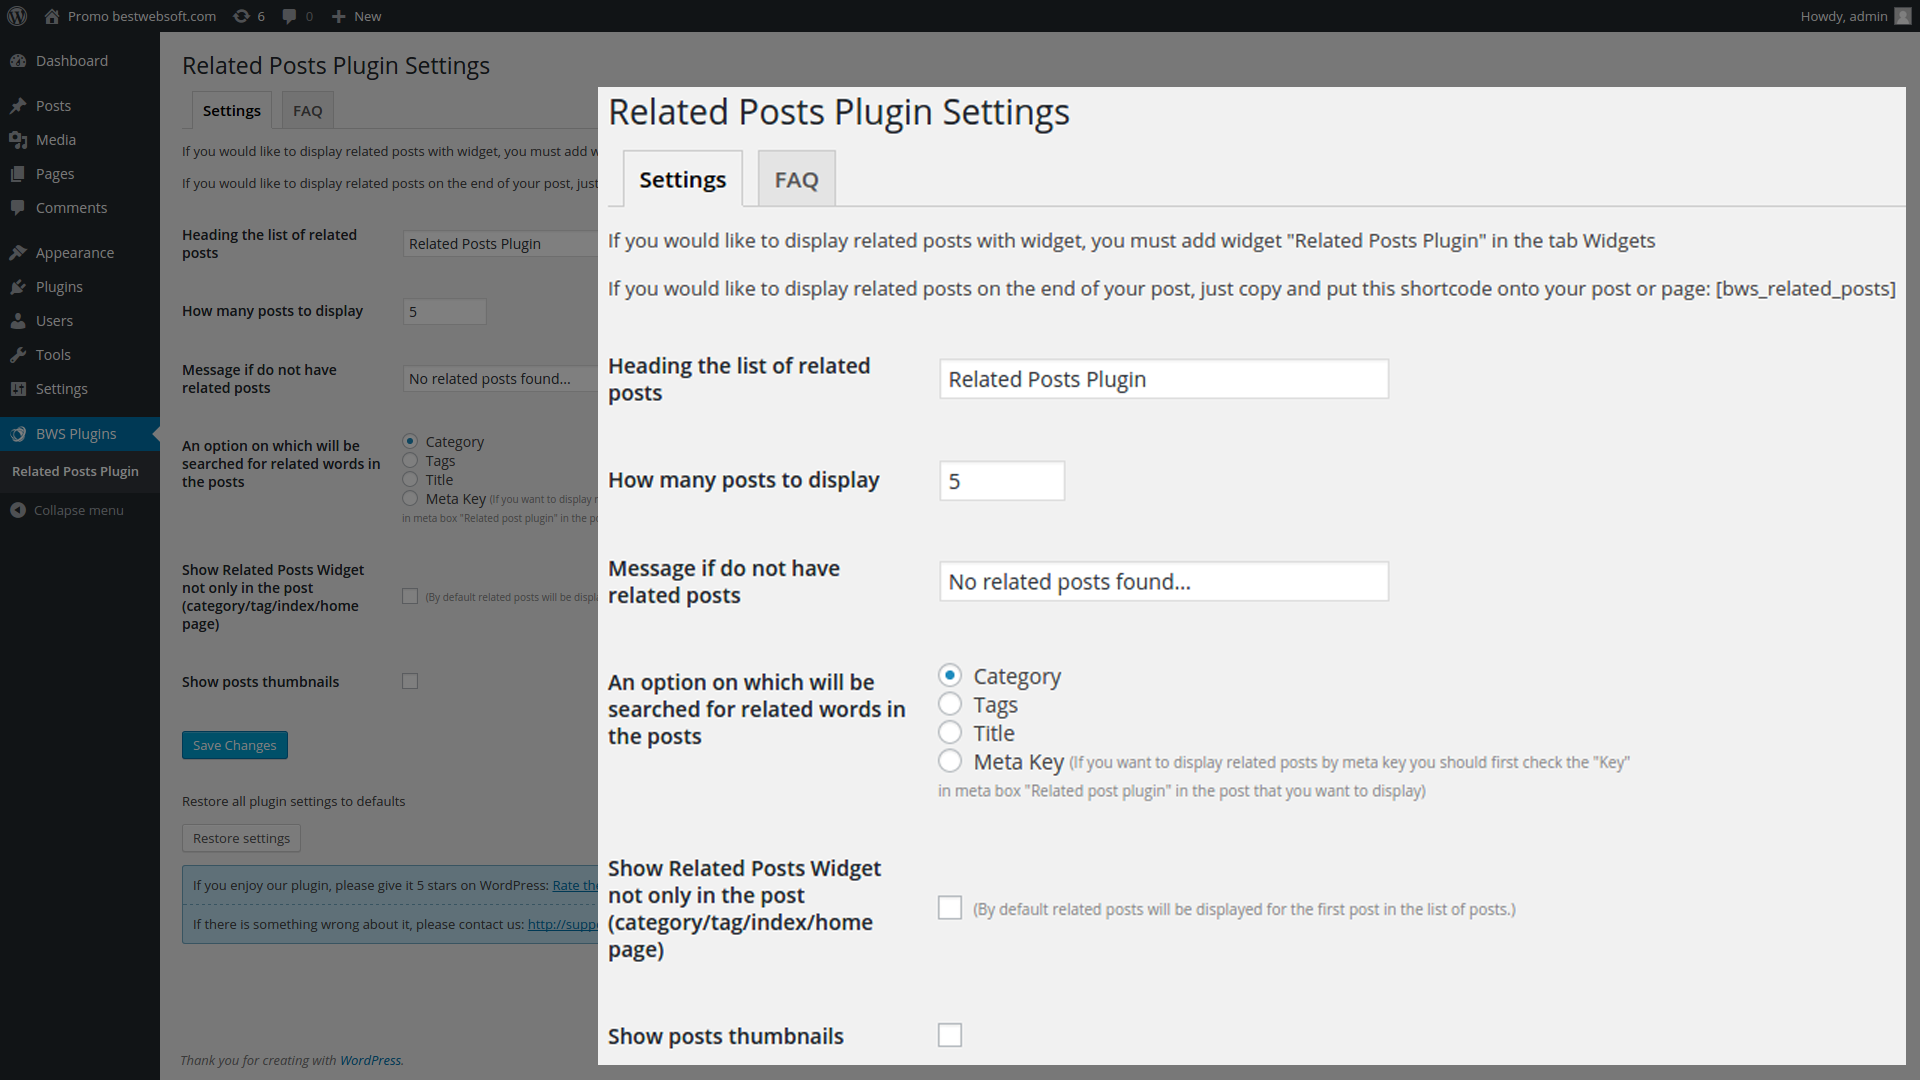 Promo bestwebsoft.com 6 0 New Howdy, admin
Dashboard
Posts
Media
Pages
Comments
Appearance
Plugins
Users
Tools
Settings
BWS Plugins
Related Posts Plugin
Collapse menu
Related Posts Plugin Settings
Settings FAQ
If you would like to display related posts with widget, you must add w
If you would like to display related posts on the end of your post, just
Heading the list of related
posts
Related Posts Plugin
How many posts to display
5
Message if do not have
related posts
No related posts found...
An option on which will be
searched for related words in
the posts
Category
Tags
Title
Meta Key (If you want to display r
in meta box "Related post plugin" in the po
Show Related Posts Widget
not only in the post
(category/tag/index/home
page)
(By default related posts will be displa
Show posts thumbnails
Save Changes
Restore all plugin settings to defaults
Restore settings
If you enjoy our plugin, please give it 5 stars on WordPress: Rate the
If there is something wrong about it, please contact us: http://suppo
Thank you for creating with WordPress.
Related Posts Plugin Settings
Settings FAQ
If you would like to display related posts with widget, you must add widget "Related Posts Plugin" in the tab Widgets
If you would like to display related posts on the end of your post, just copy and put this shortcode onto your post or page: [bws_related_posts]
Heading the list of related
posts
Related Posts Plugin
How many posts to display
5
Message if do not have
related posts
No related posts found...
An option on which will be
searched for related words in
the posts
Category
Tags
Title
Meta Key (If you want to display related posts by meta key you should first check the "Key"
in meta box "Related post plugin" in the post that you want to display)
Show Related Posts Widget
not only in the post
(category/tag/index/home
page)
(By default related posts will be displayed for the first post in the list of posts.)
Show posts thumbnails